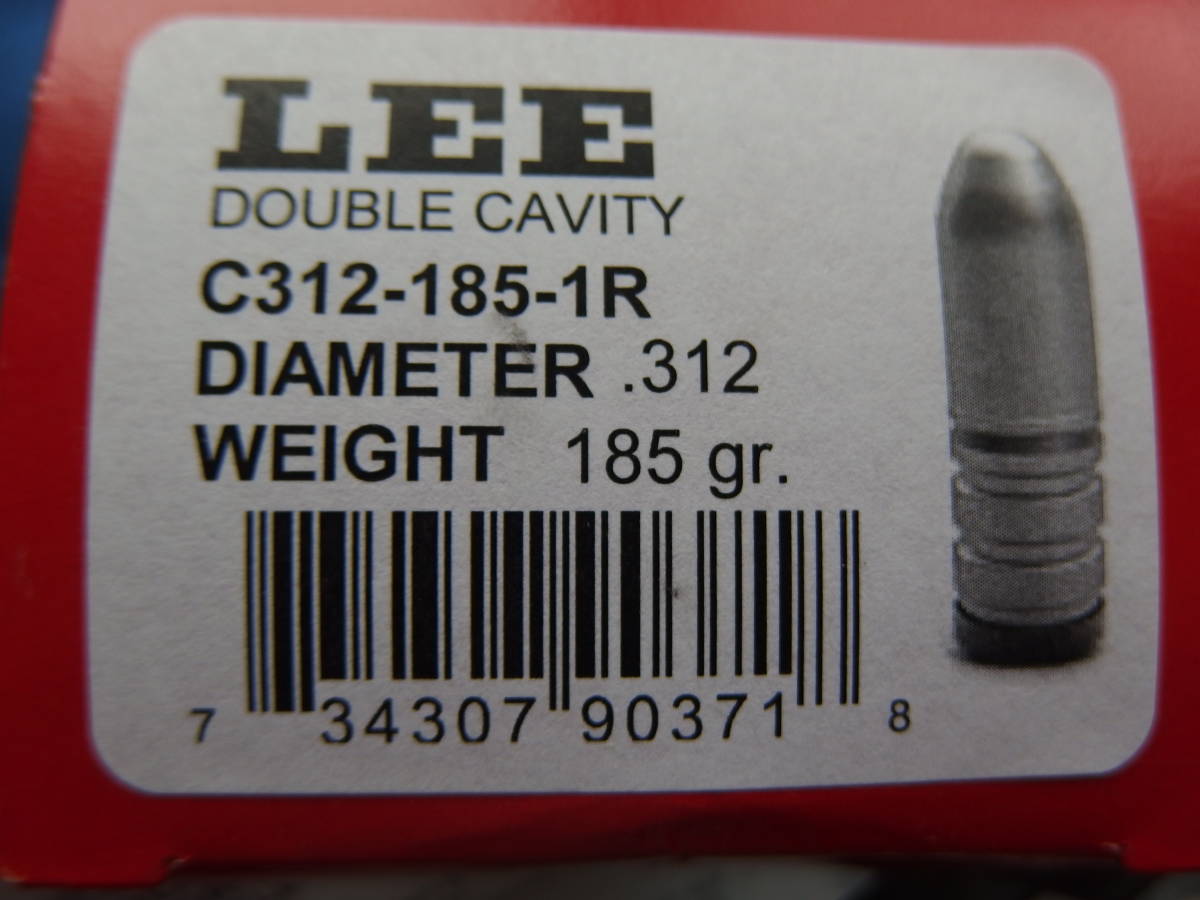 LEE
DOUBLE CAVITY
C312-185-1R
DIAMETER .312
WEIGHT 185 gr.
7 34307 90371 8